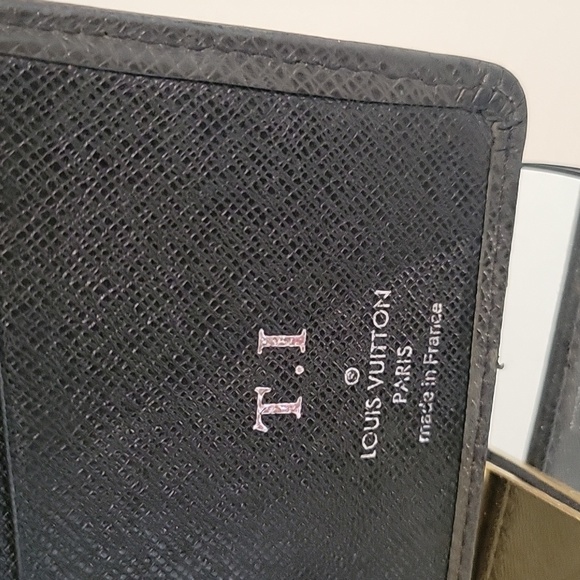 ®
LOUIS VUITTON
PARIS
made in France
T.I